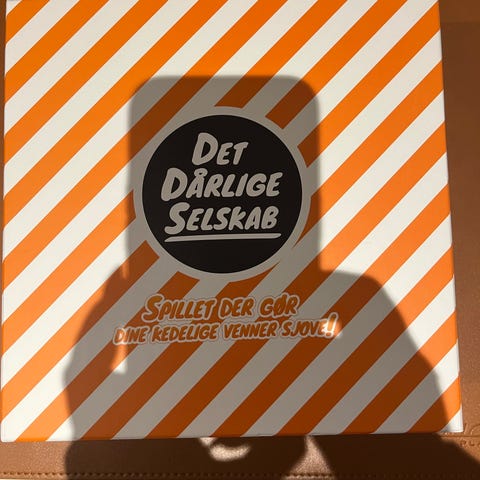 DET
DÅRLIGE
SELSKAB
SPILLET DER GØR
DINE KEDELIGE VENNER SJOVE!